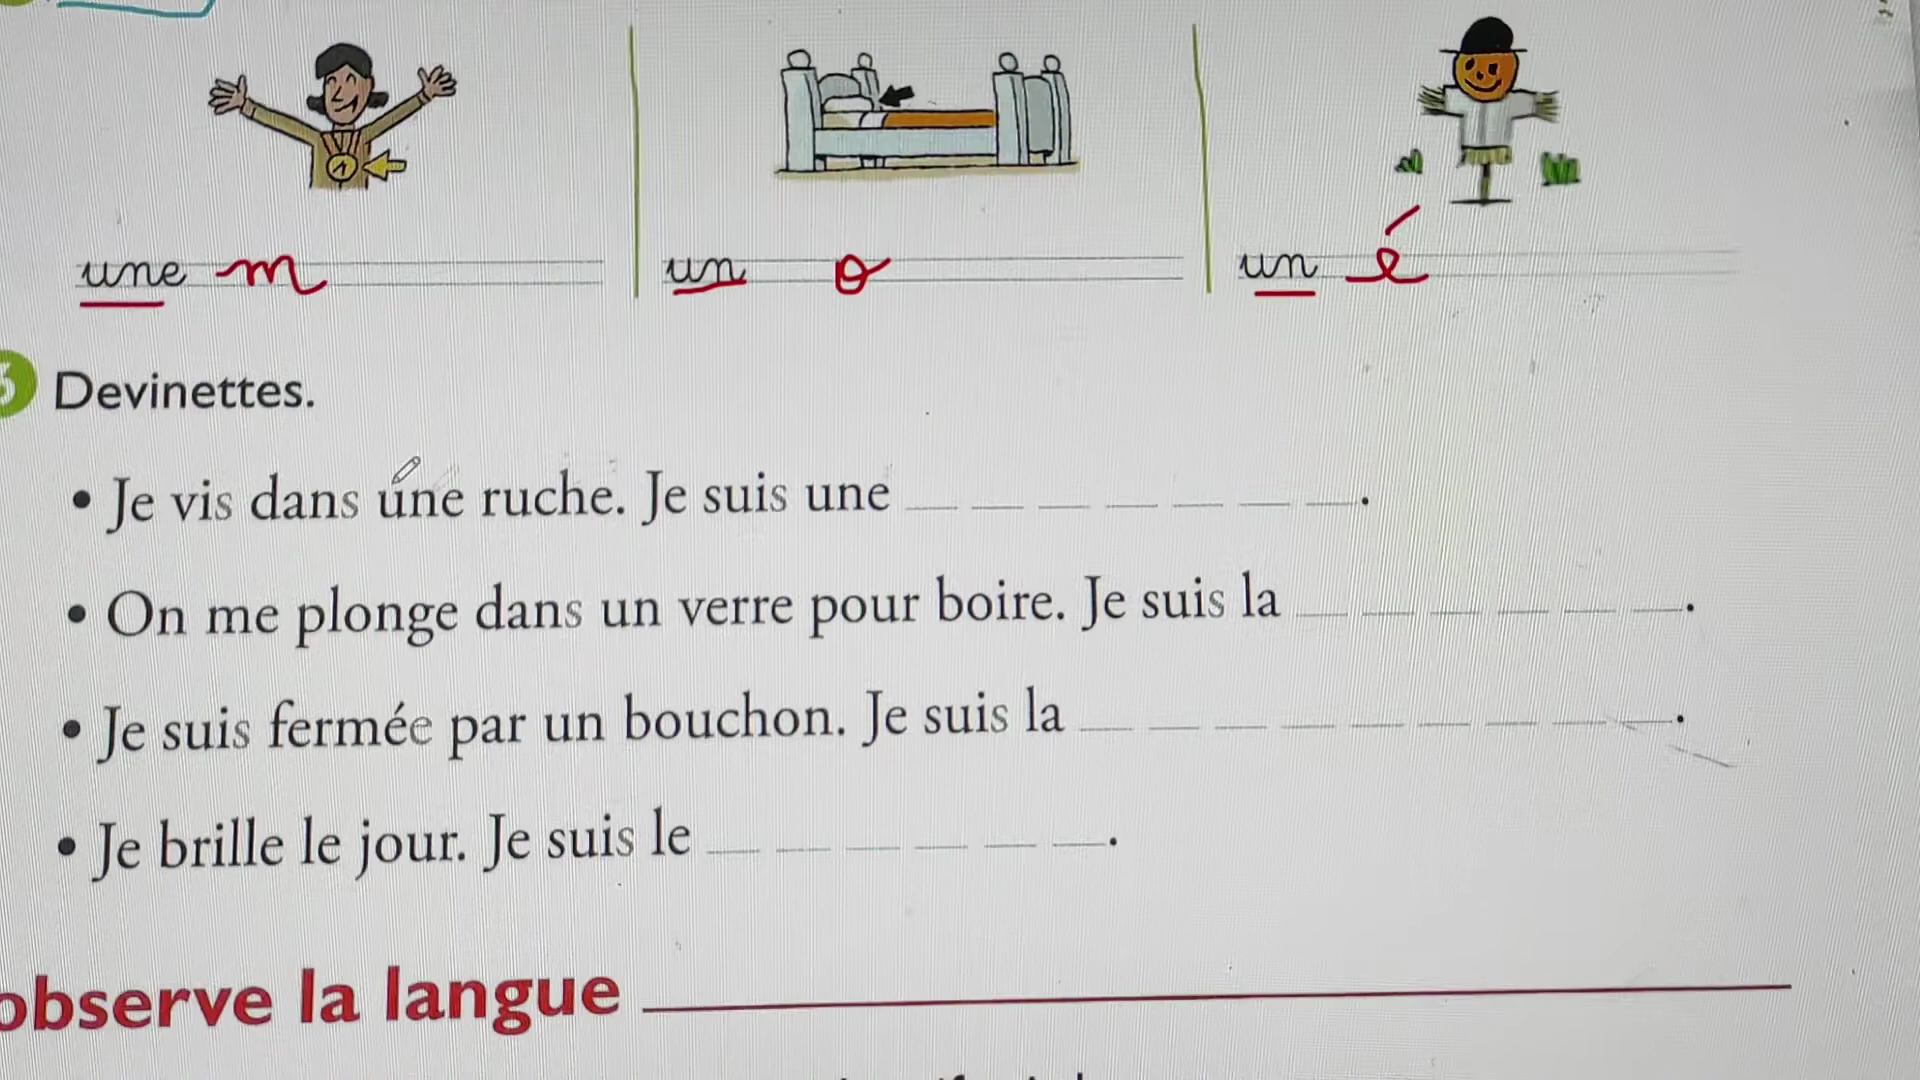 une m un o un é
Devinettes.
• Je vis dans une ruche. Je suis une _ _ _ _ _ _ _.
• On me plonge dans un verre pour boire. Je suis la _ _ _ _ _ _.
• Je suis fermée par un bouchon. Je suis la _ _ _ _ _ _ _ _ _.
• Je brille le jour. Je suis le _ _ _ _ _ _.
observe la langue